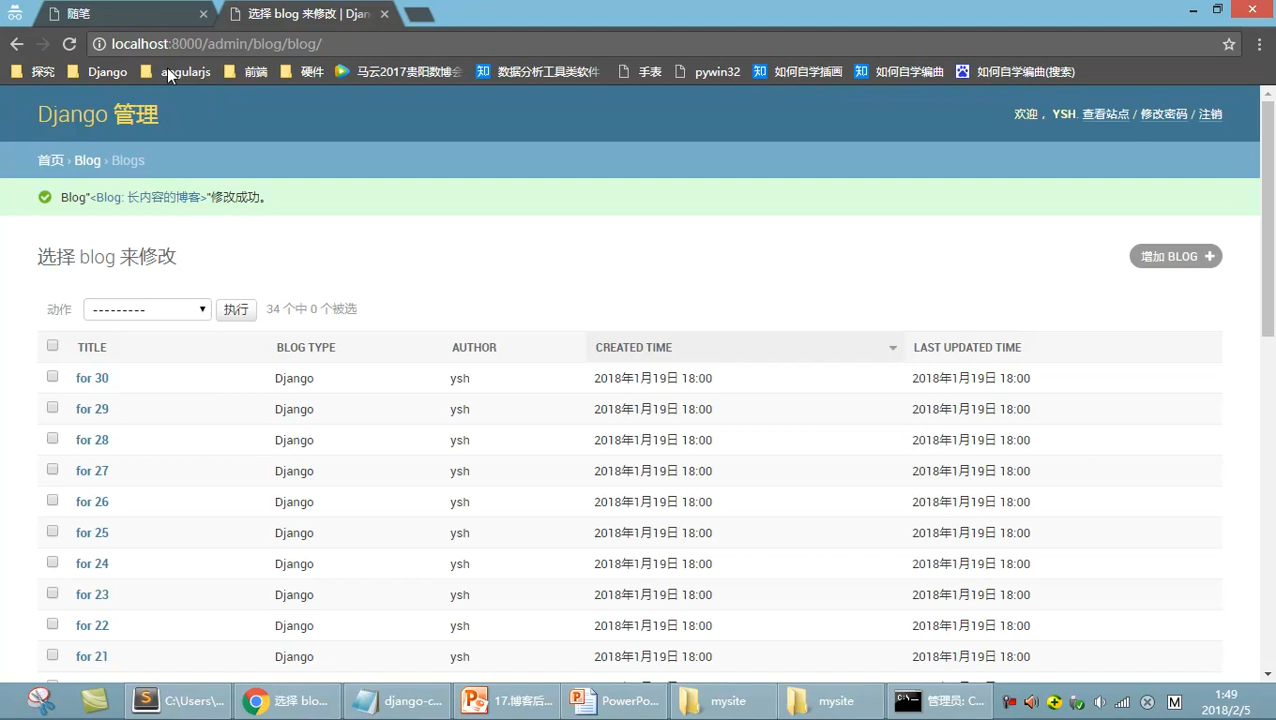 随笔
选择 blog 来修改 | Djan
localhost:8000/admin/blog/blog/
探究 Django angularjs 前端 硬件 马云2017贵阳数博会 数据分析工具类软件 手表 pywin32 如何自学插画 如何自学编曲 如何自学编曲(搜索)
Django 管理
欢迎， YSH. 查看站点 / 修改密码 / 注销
首页 › Blog › Blogs
Blog"<Blog: 长内容的博客>"修改成功。
选择 blog 来修改
增加 BLOG
动作 --------- 执行 34 个中 0 个被选
TITLE BLOG TYPE AUTHOR CREATED TIME LAST UPDATED TIME
for 30 Django ysh 2018年1月19日 18:00 2018年1月19日 18:00
for 29 Django ysh 2018年1月19日 18:00 2018年1月19日 18:00
for 28 Django ysh 2018年1月19日 18:00 2018年1月19日 18:00
for 27 Django ysh 2018年1月19日 18:00 2018年1月19日 18:00
for 26 Django ysh 2018年1月19日 18:00 2018年1月19日 18:00
for 25 Django ysh 2018年1月19日 18:00 2018年1月19日 18:00
for 24 Django ysh 2018年1月19日 18:00 2018年1月19日 18:00
for 23 Django ysh 2018年1月19日 18:00 2018年1月19日 18:00
for 22 Django ysh 2018年1月19日 18:00 2018年1月19日 18:00
for 21 Django ysh 2018年1月19日 18:00 2018年1月19日 18:00
C:\Users\... 选择 blo... django-c... 17.博客后... PowerPo... mysite mysite 管理员: C... M 1:49
2018/2/5